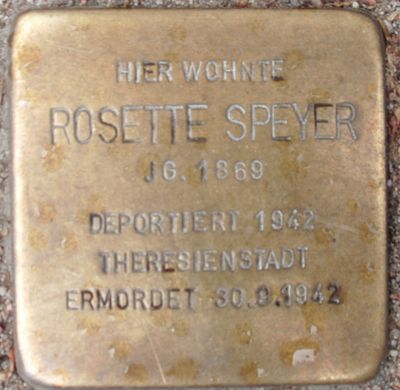 HIER WOHNTE
ROSETTE SPEYER
JG. 1869
DEPORTIERT 1942
THERESIENSTADT
ERMORDET 30.9.1942